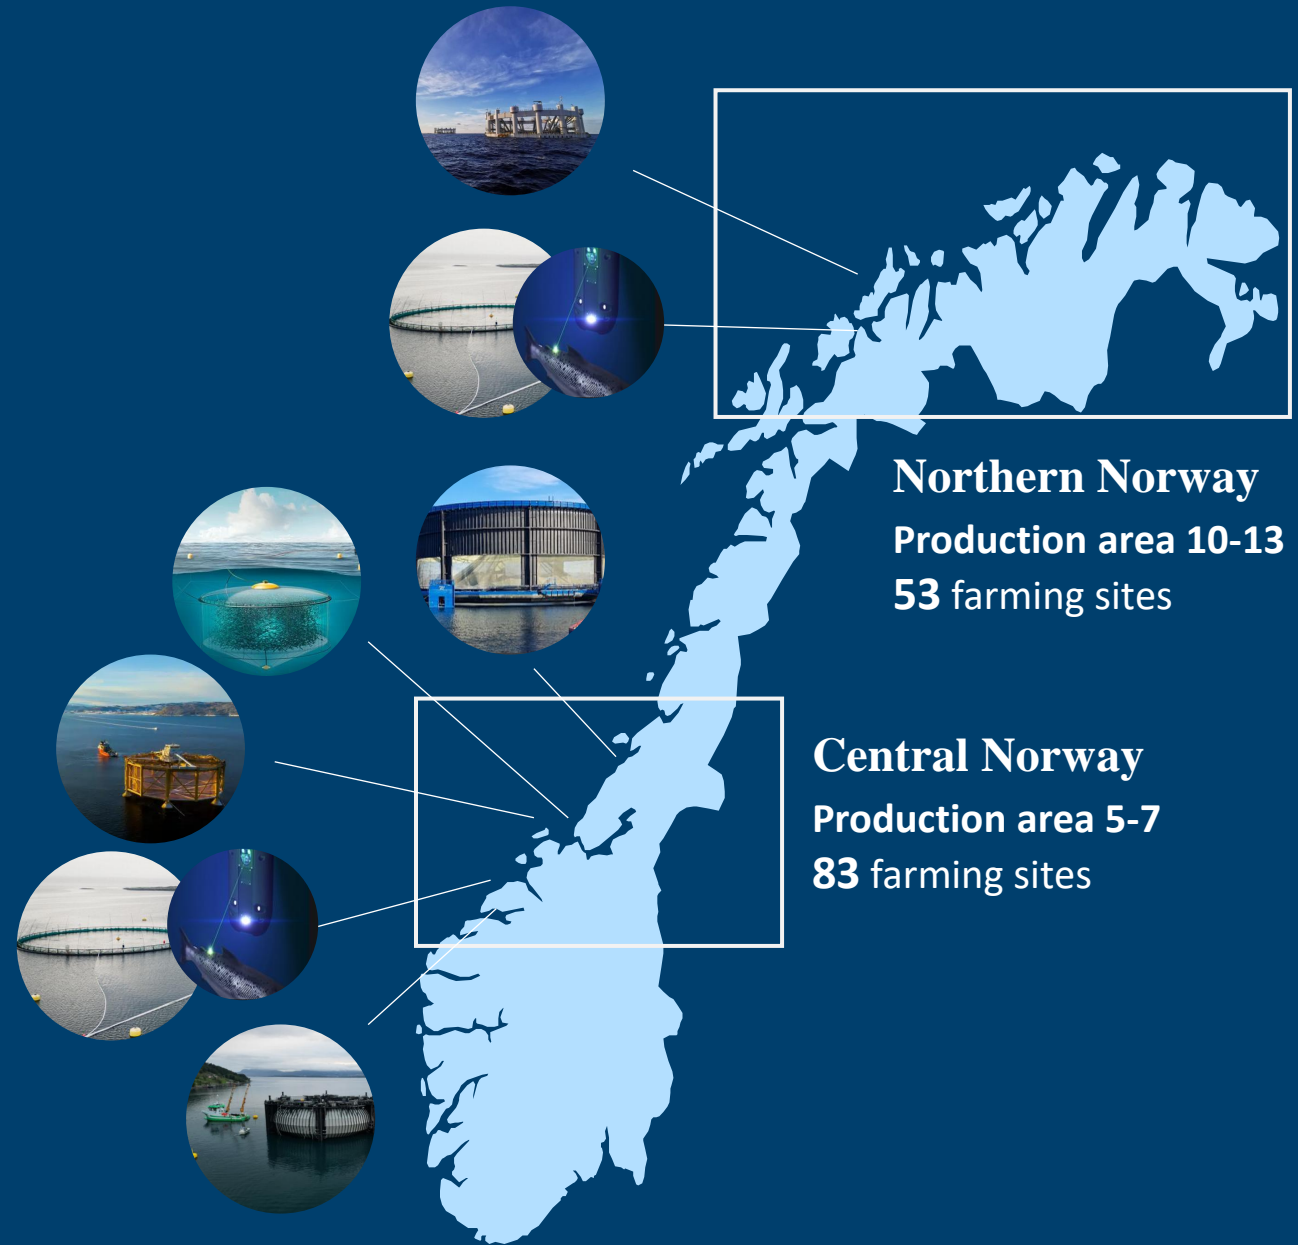 Northern Norway
Production area 10-13
53 farming sites
Central Norway
Production area 5-7
83 farming sites